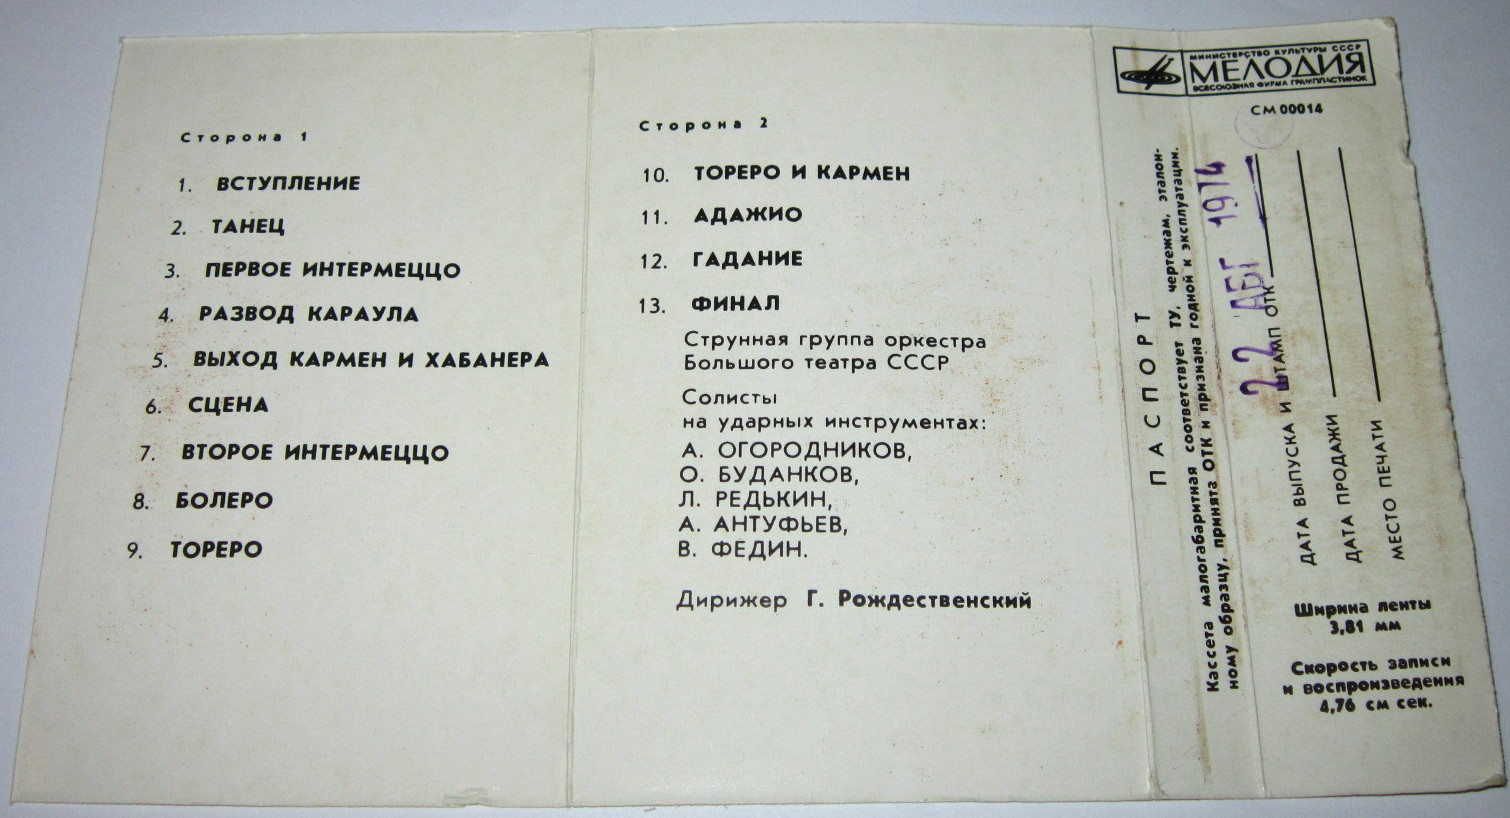 Сторона 1
1. ВСТУПЛЕНИЕ
2. ТАНЕЦ
3. ПЕРВОЕ ИНТЕРМЕЦЦО
4. РАЗВОД КАРАУЛА
5. ВЫХОД КАРМЕН И ХАБАНЕРА
6. СЦЕНА
7. ВТОРОЕ ИНТЕРМЕЦЦО
8. БОЛЕРО
9. ТОРЕРО
Сторона 2
10. ТОРЕРО И КАРМЕН
11. АДАЖИО
12. ГАДАНИЕ
13. ФИНАЛ
Струнная группа оркестра
Большого театра СССР
Солисты
на ударных инструментах:
А. ОГОРОДНИКОВ,
О. БУДАНКОВ,
Л. РЕДЬКИН,
А. АНТУФЬЕВ,
В. ФЕДИН.
Дирижер Г. Рождественский
МИНИСТЕРСТВО КУЛЬТУРЫ СССР
МЕЛОДИЯ
ВСЕСОЮЗНАЯ ФИРМА ГРАМПЛАСТИНОК
СМ 00014
ПАСПОРТ
Кассета малогабаритная соответствует ТУ, чертежам, эталон-
ному образцу, принята ОТК и признана годной к эксплуатации.
22 АВГ 1974
ДАТА ВЫПУСКА И ШТАМП ОТК
ДАТА ПРОДАЖИ
МЕСТО ПЕЧАТИ
Ширина ленты
3,81 мм
Скорость записи
и воспроизведения
4,76 см сек.